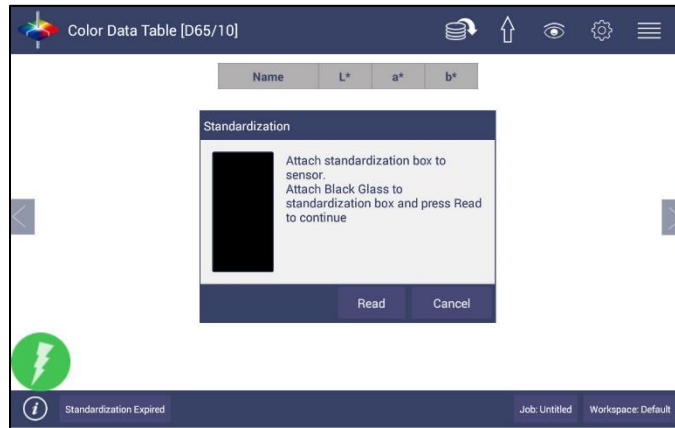 Color Data Table [D65/10]
Name L* a* b*
Standardization
Attach standardization box to
sensor.
Attach Black Glass to
standardization box and press Read
to continue
Read Cancel
i Standardization Expired Job: Untitled Workspace: Default